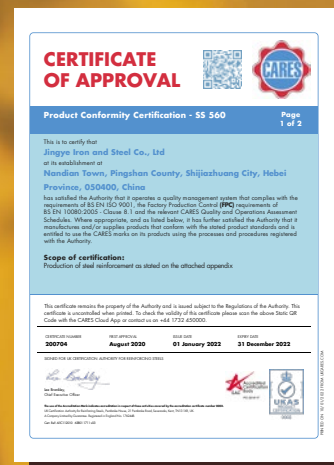 CERTIFICATE
OF APPROVAL
CARES
Product Conformity Certification - SS 560
Page
1 of 2
This is to certify that
Jingye Iron and Steel Co., Ltd
at its establishment at
Nandian Town, Pingshan County, Shijiazhuang City, Hebei
Province, 050400, China
has satisfied the Authority that it operates a quality management system that complies with the
requirements of BS EN ISO 9001, the Factory Production Control (FPC) requirements of
BS EN 10080:2005 - Clause 8.1 and the relevant CARES Quality and Operations Assessment
Schedules. Where appropriate, and as listed below, it has further satisfied the Authority that it
manufactures and/or supplies products that conform with the stated product standards and is
entitled to use the CARES marks on its products using the processes and procedures registered
with the Authority.
Scope of certification:
Production of steel reinforcement as stated on the attached appendix
This certificate remains the property of the Authority and is issued subject to the Regulations of the Authority. This
certificate is uncontrolled when printed. To check the validity of this certificate please scan the above Static QR
Code with the CARES Cloud App or contact us on +44 1732 450000.
CERTIFICATE NUMBER
FIRST APPROVAL
ISSUE DATE
EXPIRY DATE
200704
August 2020
01 January 2022
31 December 2022
SIGNED FOR UK CERTIFICATION AUTHORITY FOR REINFORCING STEELS
Lee Brankley
Chief Executive Officer
UKAS